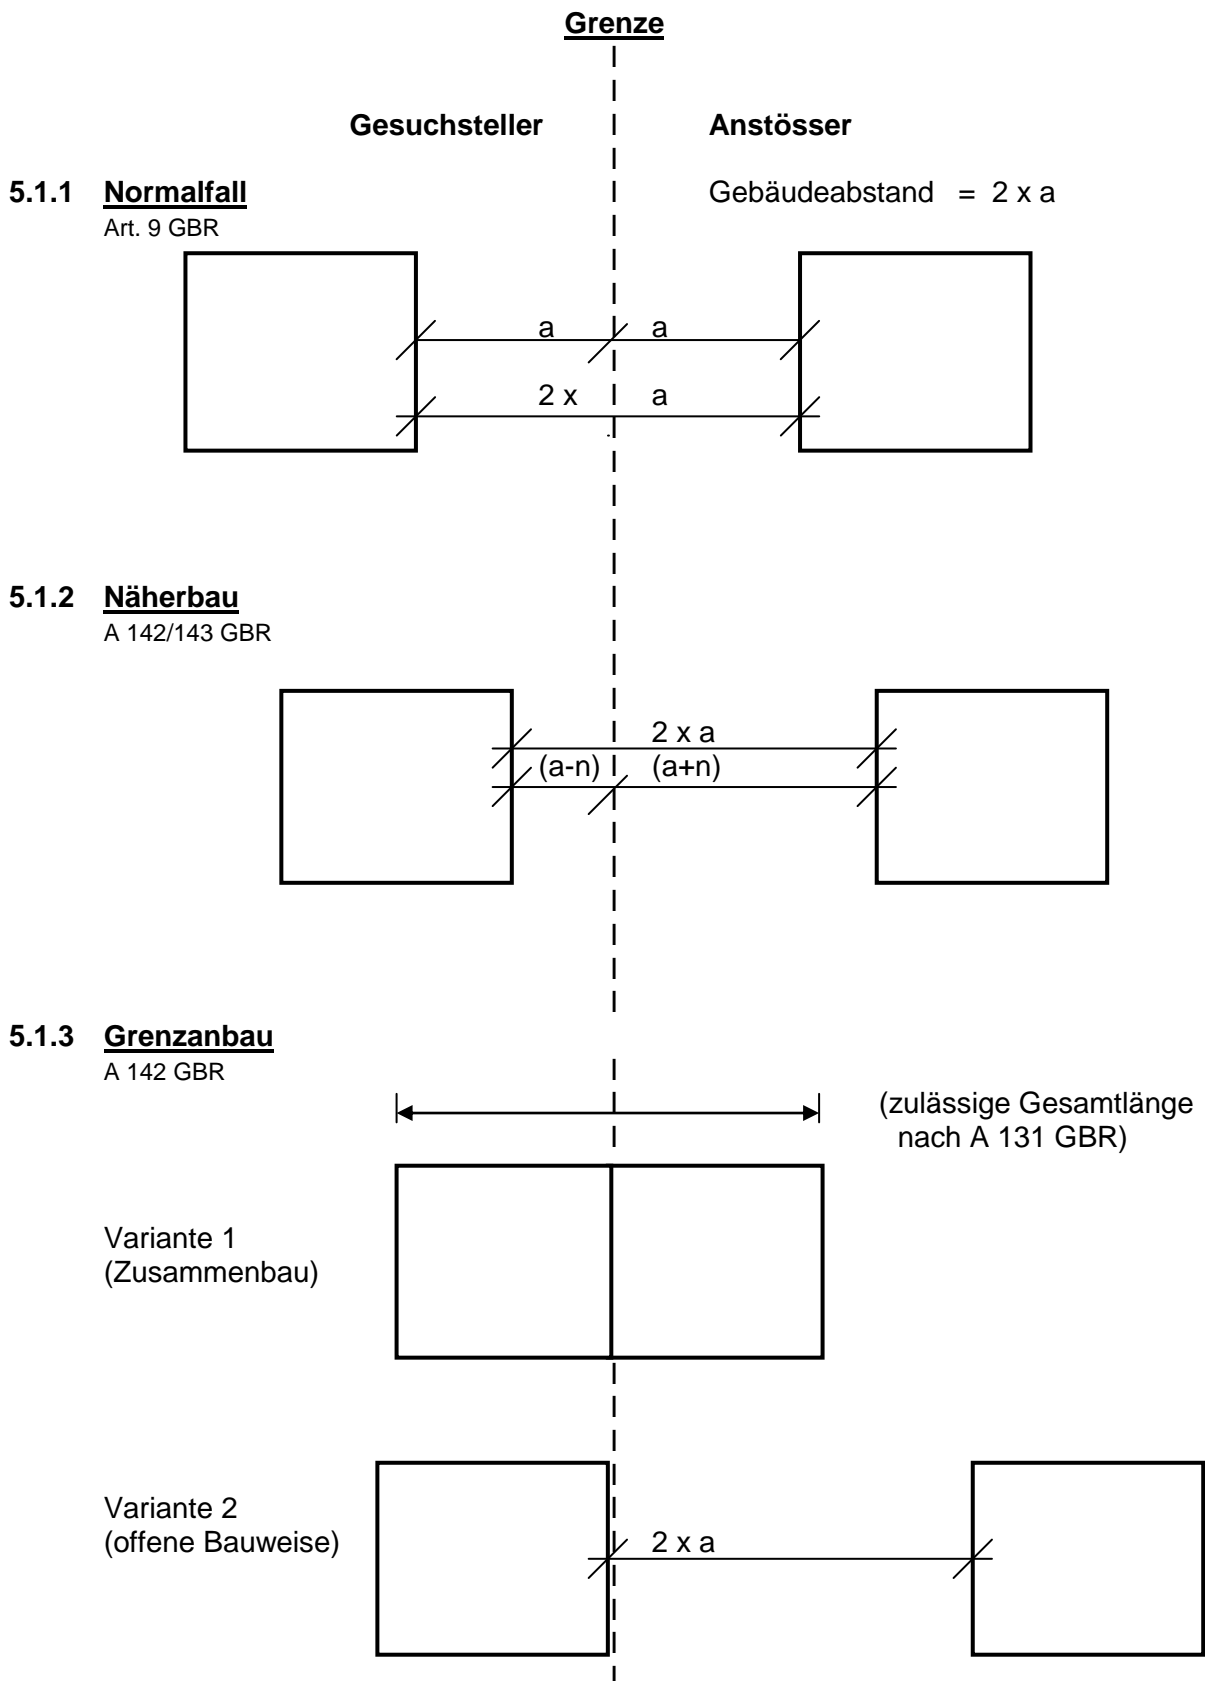 Grenze
Gesuchsteller Anstösser
5.1.1 Normalfall Gebäudeabstand = 2 x a
Art. 9 GBR
a a
2 x a
5.1.2 Näherbau
A 142/143 GBR
2 x a
(a-n) (a+n)
5.1.3 Grenzanbau
A 142 GBR
(zulässige Gesamtlänge
nach A 131 GBR)
Variante 1
(Zusammenbau)
Variante 2
(offene Bauweise) 2 x a